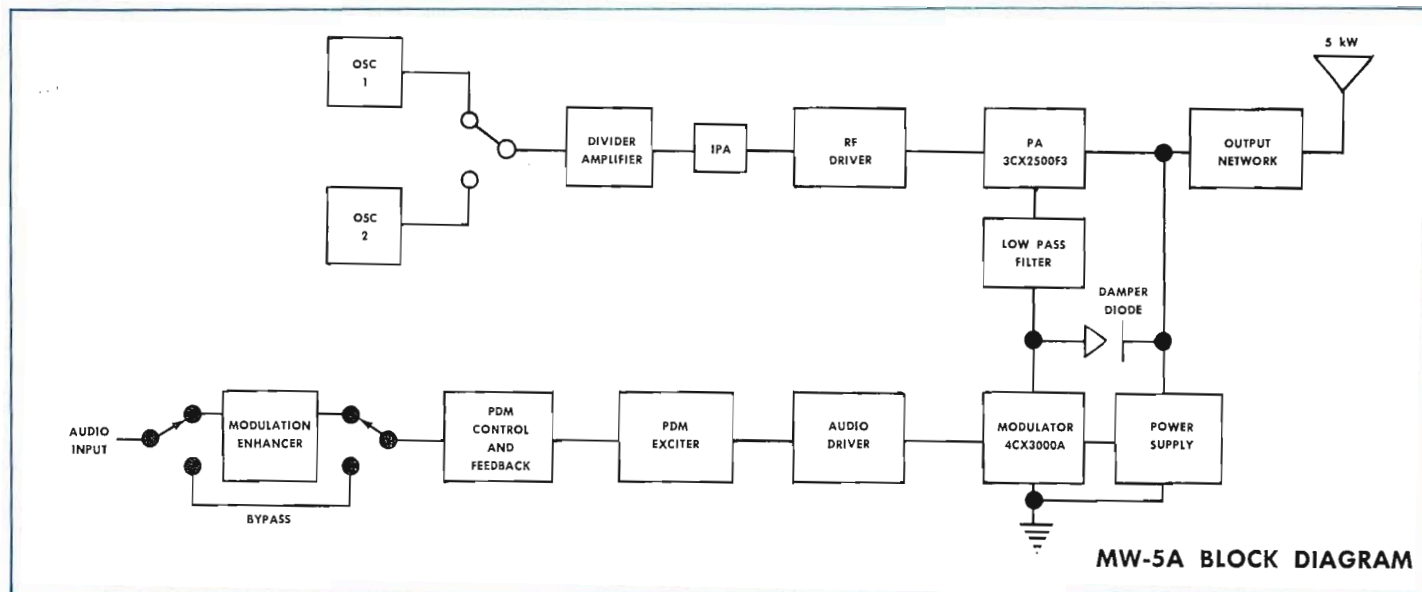 5 kW
OSC
1
DIVIDER
AMPLIFIER
IPA
RF
DRIVER
PA
3CX2500F3
OUTPUT
NETWORK
OSC
2
LOW PASS
FILTER
DAMPER
DIODE
AUDIO
INPUT
MODULATION
ENHANCER
BYPASS
PDM
CONTROL
AND
FEEDBACK
PDM
EXCITER
AUDIO
DRIVER
MODULATOR
4CX3000A
POWER
SUPPLY
MW-5A BLOCK DIAGRAM